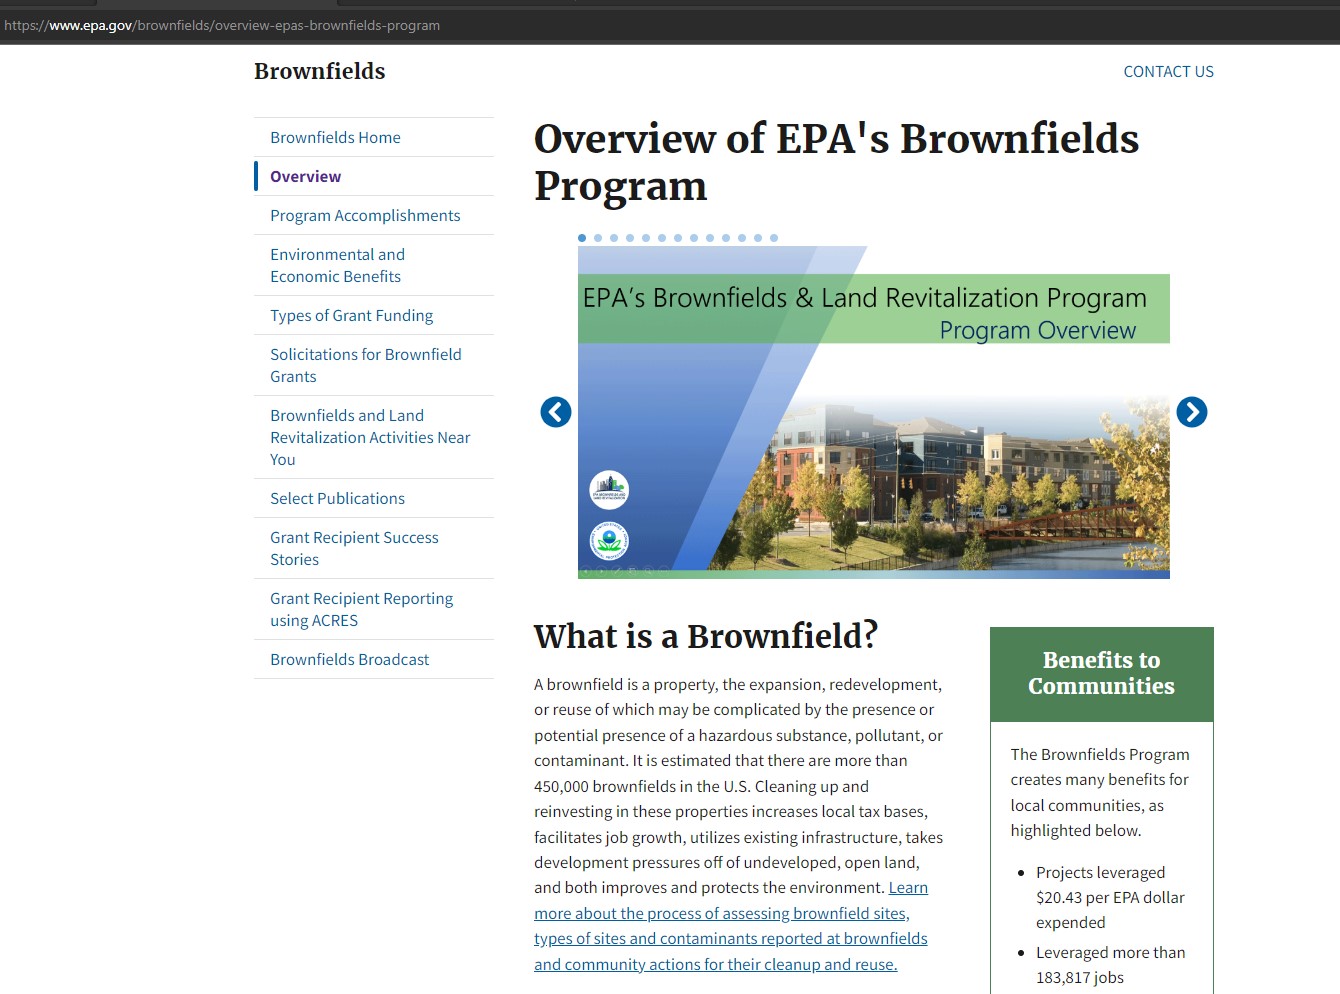 https://www.epa.gov/brownfields/overview-epas-brownfields-program
Brownfields
CONTACT US
Brownfields Home
Overview
Program Accomplishments
Environmental and
Economic Benefits
Types of Grant Funding
Solicitations for Brownfield
Grants
Brownfields and Land
Revitalization Activities Near
You
Select Publications
Grant Recipient Success
Stories
Grant Recipient Reporting
using ACRES
Brownfields Broadcast
Overview of EPA's Brownfields
Program
EPA’s Brownfields & Land Revitalization Program
Program Overview
What is a Brownfield?
A brownfield is a property, the expansion, redevelopment,
or reuse of which may be complicated by the presence or
potential presence of a hazardous substance, pollutant, or
contaminant. It is estimated that there are more than
450,000 brownfields in the U.S. Cleaning up and
reinvesting in these properties increases local tax bases,
facilitates job growth, utilizes existing infrastructure, takes
development pressures off of undeveloped, open land,
and both improves and protects the environment. Learn
more about the process of assessing brownfield sites,
types of sites and contaminants reported at brownfields
and community actions for their cleanup and reuse.
Benefits to
Communities
The Brownfields Program
creates many benefits for
local communities, as
highlighted below.
Projects leveraged
$20.43 per EPA dollar
expended
Leveraged more than
183,817 jobs